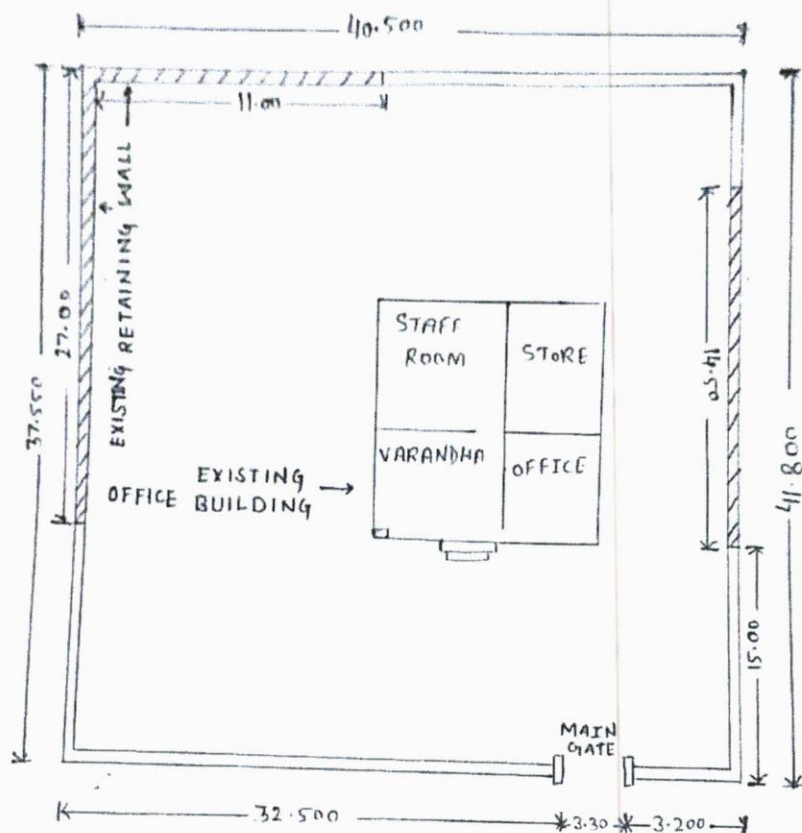 40.500
11.00
EXISTING RETAINING WALL
27.00
37.550
STAFF
ROOM
STORE
14.50
VARANDHA
OFFICE
EXISTING
OFFICE BUILDING
41.800
15.00
MAIN
GATE
32.500
3.30
3.200